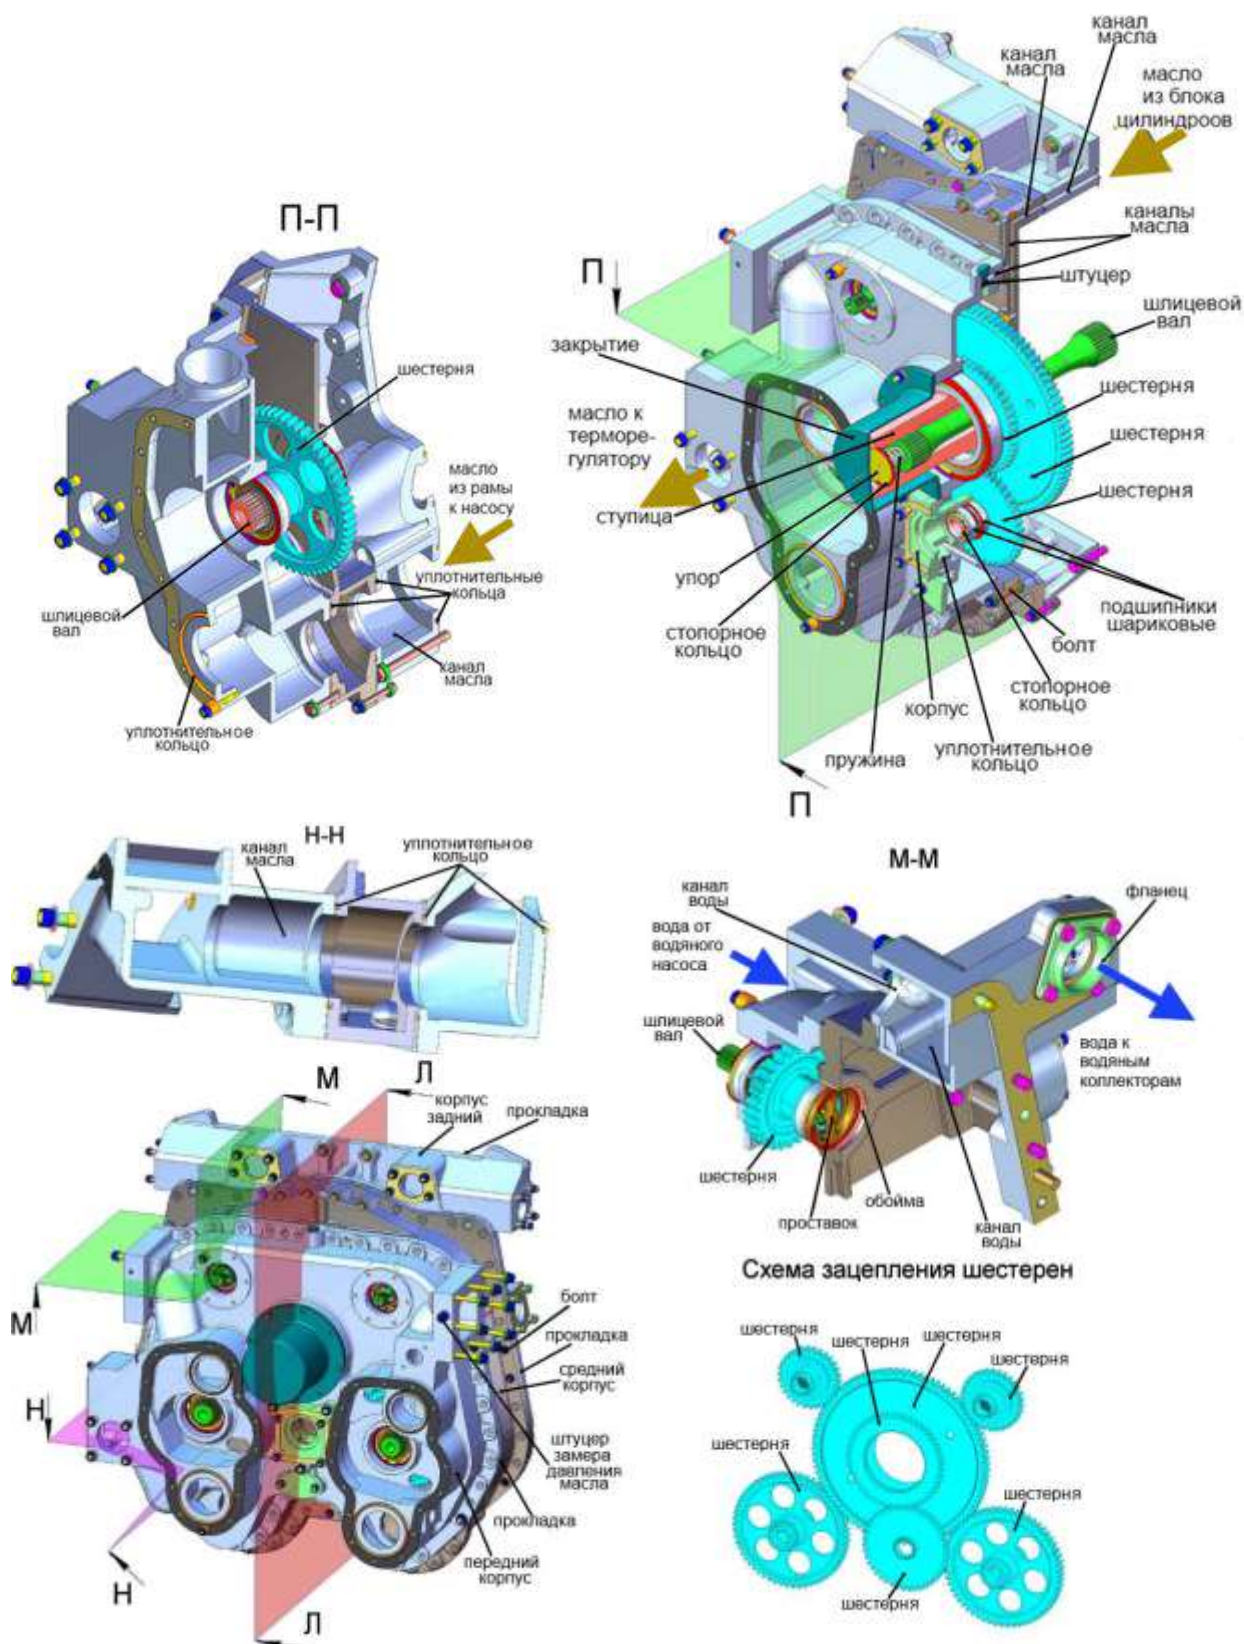 П-П
шестерня
масло
из рамы
к насосу
уплотнительные
кольца
шлицевой
вал
канал
масла
уплотнительное
кольцо
канал
масла
канал
масла
масло
из блока
цилиндроов
каналы
масла
штуцер
шлицевой
вал
П
закрытие
масло к
терморе-
гулятору
шестерня
шестерня
шестерня
ступица
упор
стопорное
кольцо
подшипники
шариковые
болт
стопорное
кольцо
корпус
уплотнительное
кольцо
пружина
П
Н-Н
канал
масла
уплотнительное
кольцо
М-М
канал
воды
фланец
вода от
водяного
насоса
шлицевой
вал
вода к
водяным
коллекторам
шестерня
обойма
проставок
канал
воды
М
Л
корпус
задний
прокладка
М
болт
прокладка
средний
корпус
Н
штуцер
замера
давления
масла
прокладка
передний
корпус
Н
Л
Схема зацепления шестерен
шестерня
шестерня
шестерня
шестерня
шестерня
шестерня
шестерня